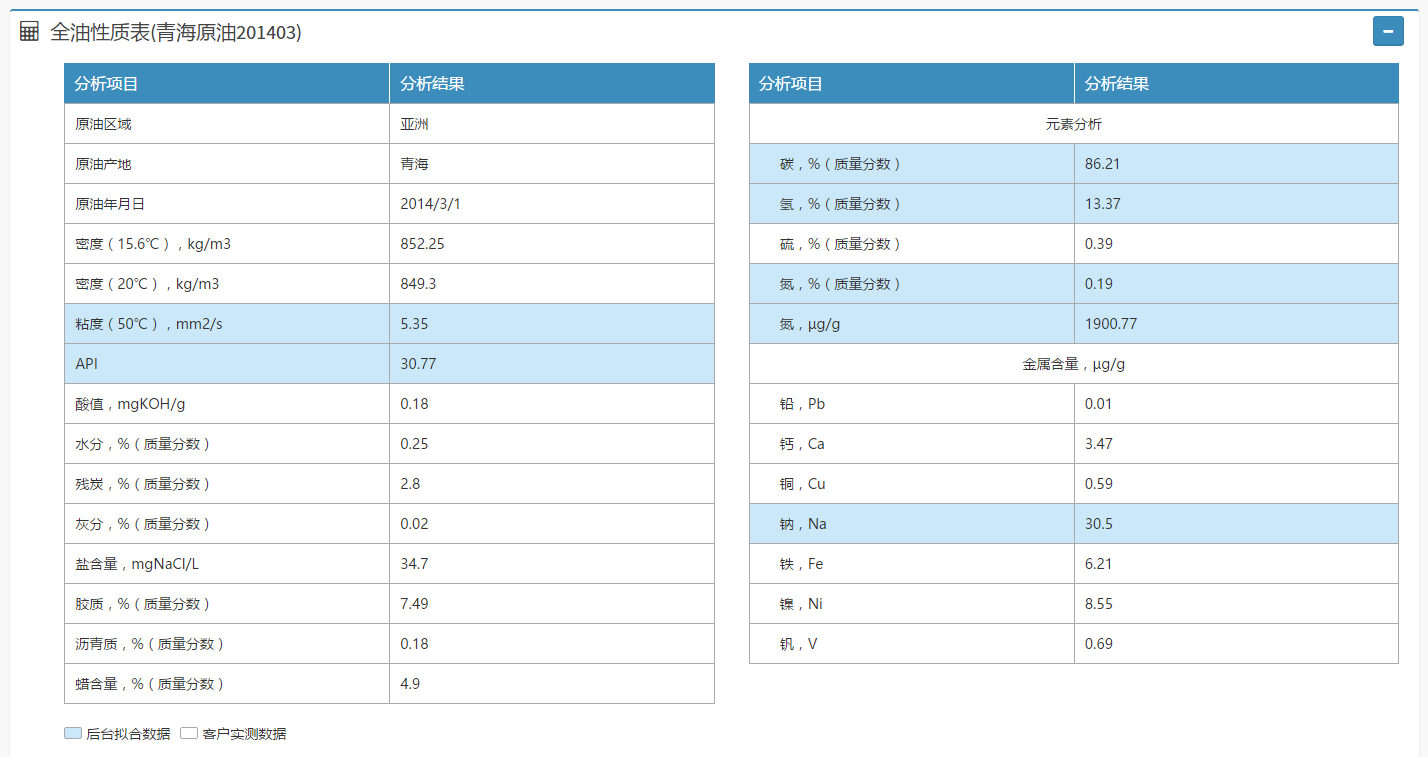 全油性质表(青海原油201403)
分析项目 分析结果
原油区域 亚洲
原油产地 青海
原油年月日 2014/3/1
密度（15.6℃），kg/m3 852.25
密度（20℃），kg/m3 849.3
粘度（50℃），mm2/s 5.35
API 30.77
酸值，mgKOH/g 0.18
水分，%（质量分数） 0.25
残炭，%（质量分数） 2.8
灰分，%（质量分数） 0.02
盐含量，mgNaCl/L 34.7
胶质，%（质量分数） 7.49
沥青质，%（质量分数） 0.18
蜡含量，%（质量分数） 4.9
后台拟合数据 客户实测数据
分析项目 分析结果
元素分析
碳，%（质量分数） 86.21
氢，%（质量分数） 13.37
硫，%（质量分数） 0.39
氮，%（质量分数） 0.19
氮，μg/g 1900.77
金属含量，μg/g
铅，Pb 0.01
钙，Ca 3.47
铜，Cu 0.59
钠，Na 30.5
铁，Fe 6.21
镍，Ni 8.55
钒，V 0.69